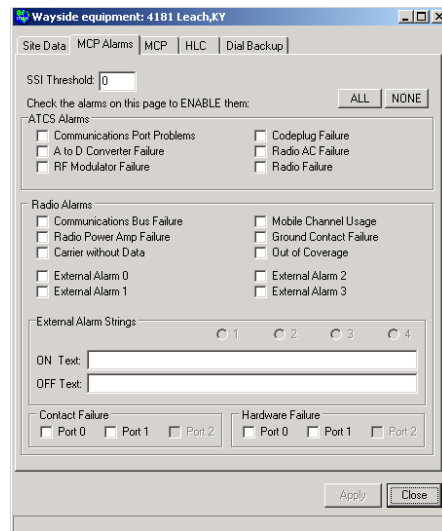 Wayside equipment: 4181 Leach,KY
Site Data MCP Alarms MCP HLC Dial Backup
SSI Threshold: 0
Check the alarms on this page to ENABLE them: ALL NONE
ATCS Alarms
Communications Port Problems Codeplug Failure
A to D Converter Failure Radio AC Failure
RF Modulator Failure Radio Failure
Radio Alarms
Communications Bus Failure Mobile Channel Usage
Radio Power Amp Failure Ground Contact Failure
Carrier without Data Out of Coverage
External Alarm 0 External Alarm 2
External Alarm 1 External Alarm 3
External Alarm Strings
1 2 3 4
ON Text:
OFF Text:
Contact Failure Hardware Failure
Port 0 Port 1 Port 2 Port 0 Port 1 Port 2
Apply Close